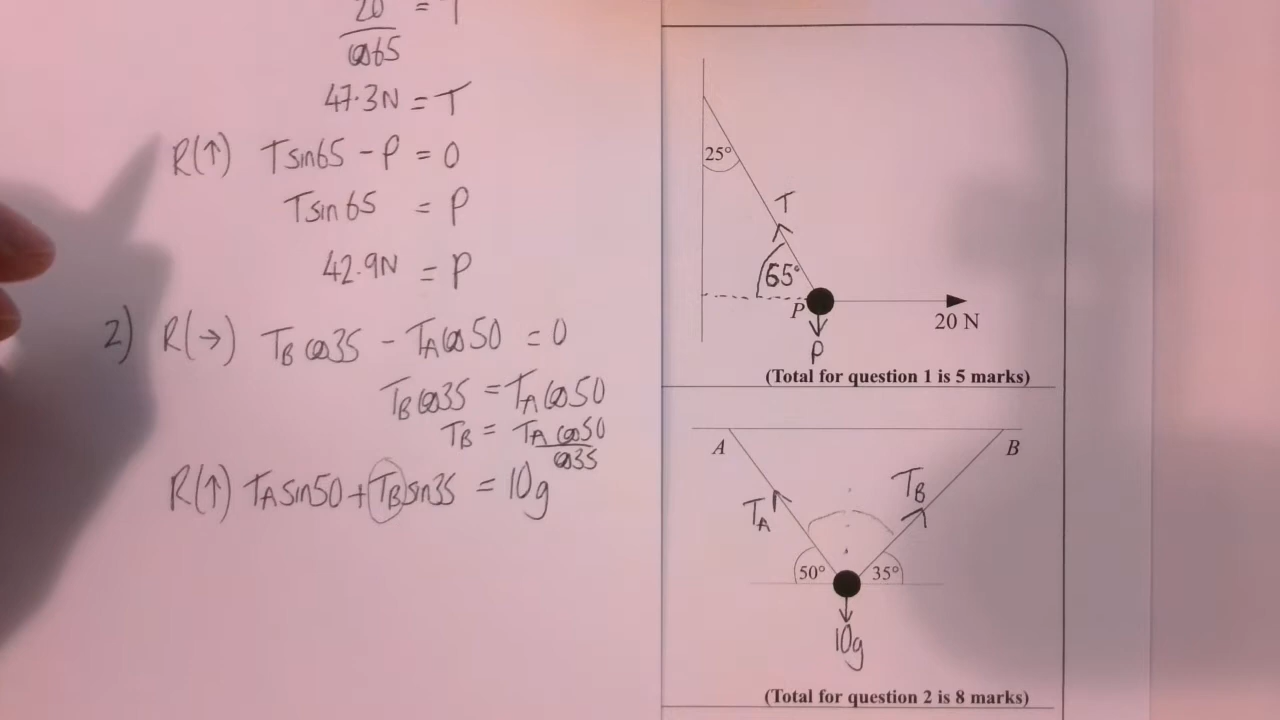 20 = T
cos65
47.3N = T
R(↑) Tsin65 - P = 0
Tsin65 = P
42.9N = P
2) R(→) TB cos35 - TA cos50 = 0
TB cos35 = TA cos50
TB = TA cos50
cos35
R(↑) TA sin50 + TB sin35 = 10g
25°
T
65°
P
20 N
P
(Total for question 1 is 5 marks)
A B
TA TB
50° 35°
10g
(Total for question 2 is 8 marks)